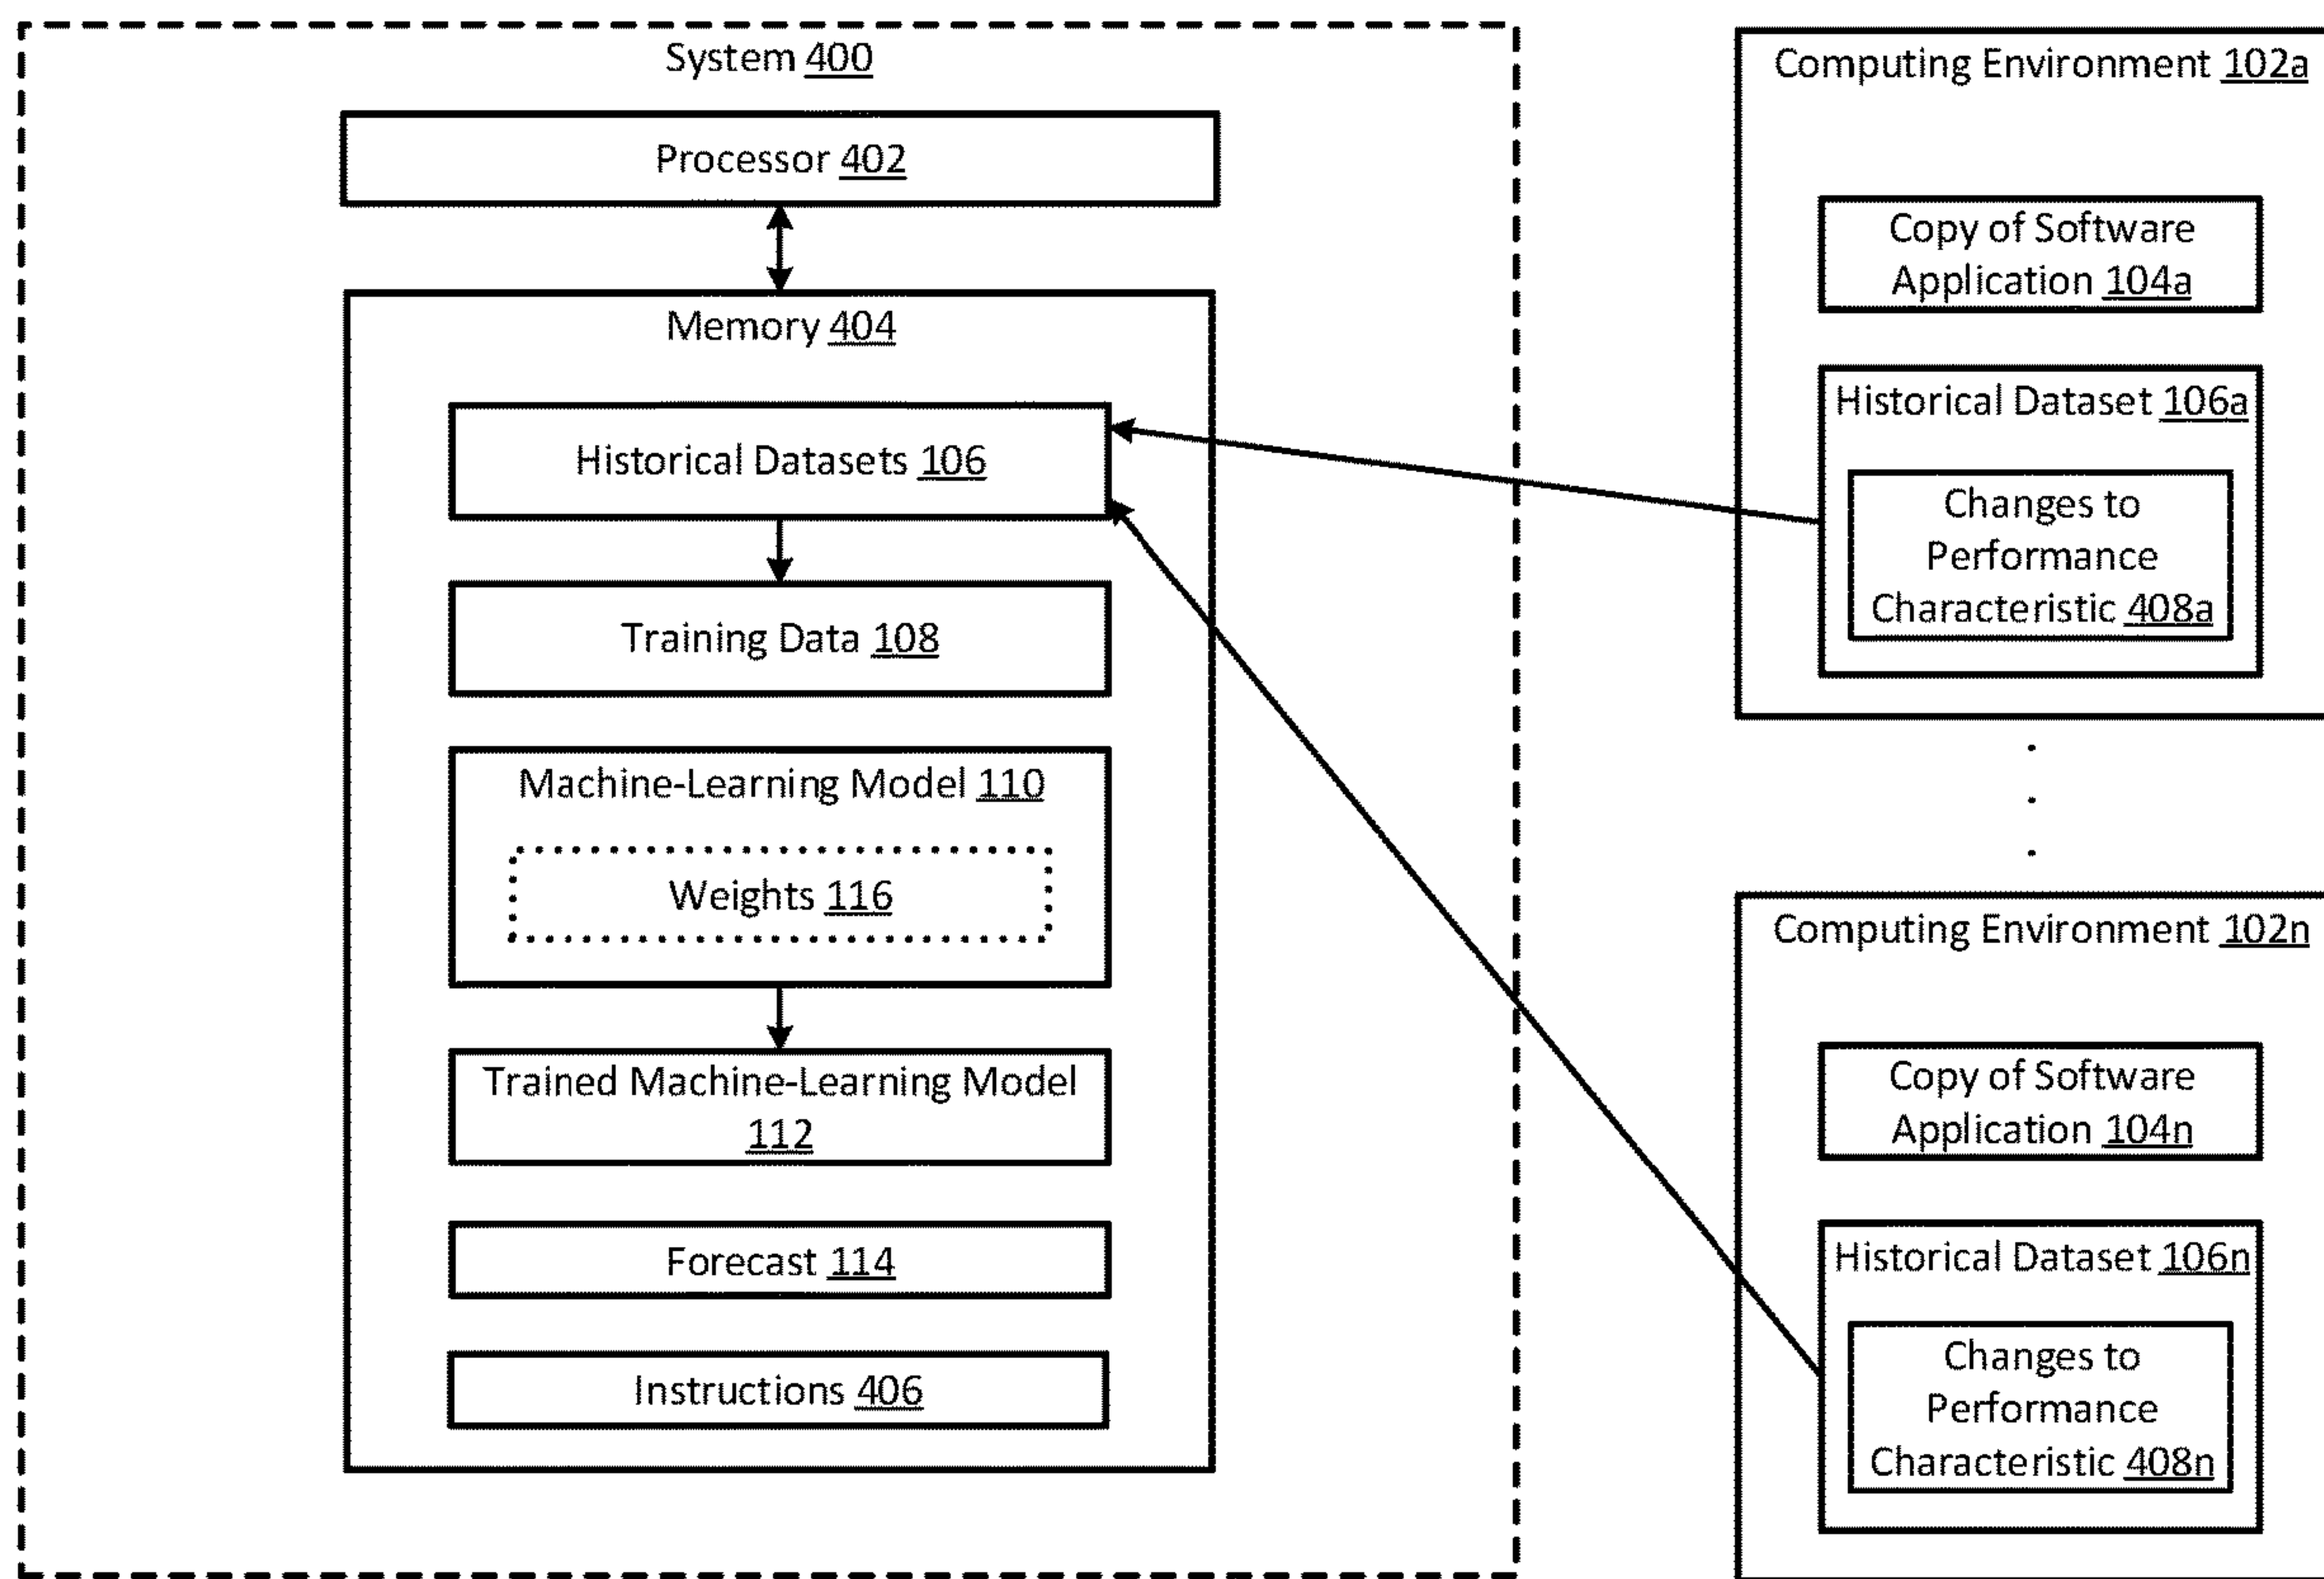 System 400
Processor 402
Memory 404
Historical Datasets 106
Training Data 108
Machine-Learning Model 110
Weights 116
Trained Machine-Learning Model
112
Forecast 114
Instructions 406
Computing Environment 102a
Copy of Software
Application 104a
Historical Dataset 106a
Changes to
Performance
Characteristic 408a
Computing Environment 102n
Copy of Software
Application 104n
Historical Dataset 106n
Changes to
Performance
Characteristic 408n